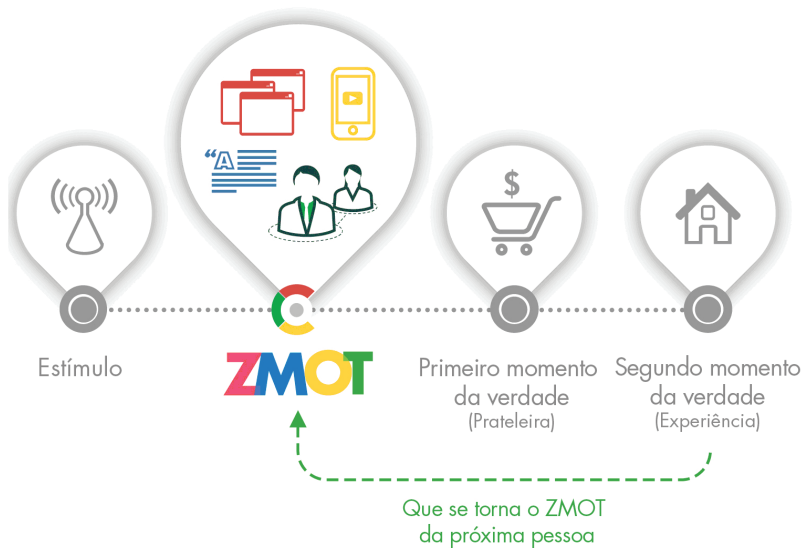 “A
$
Estímulo
ZMOT
Primeiro momento
da verdade
(Prateleira)
Segundo momento
da verdade
(Experiência)
Que se torna o ZMOT
da próxima pessoa